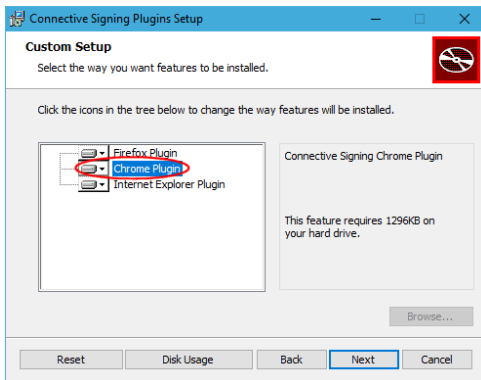 Connective Signing Plugins Setup
Custom Setup
Select the way you want features to be installed.
Click the icons in the tree below to change the way features will be installed.
Firefox Plugin
Chrome Plugin
Internet Explorer Plugin
Connective Signing Chrome Plugin
This feature requires 1296KB on
your hard drive.
Browse...
Reset
Disk Usage
Back
Next
Cancel